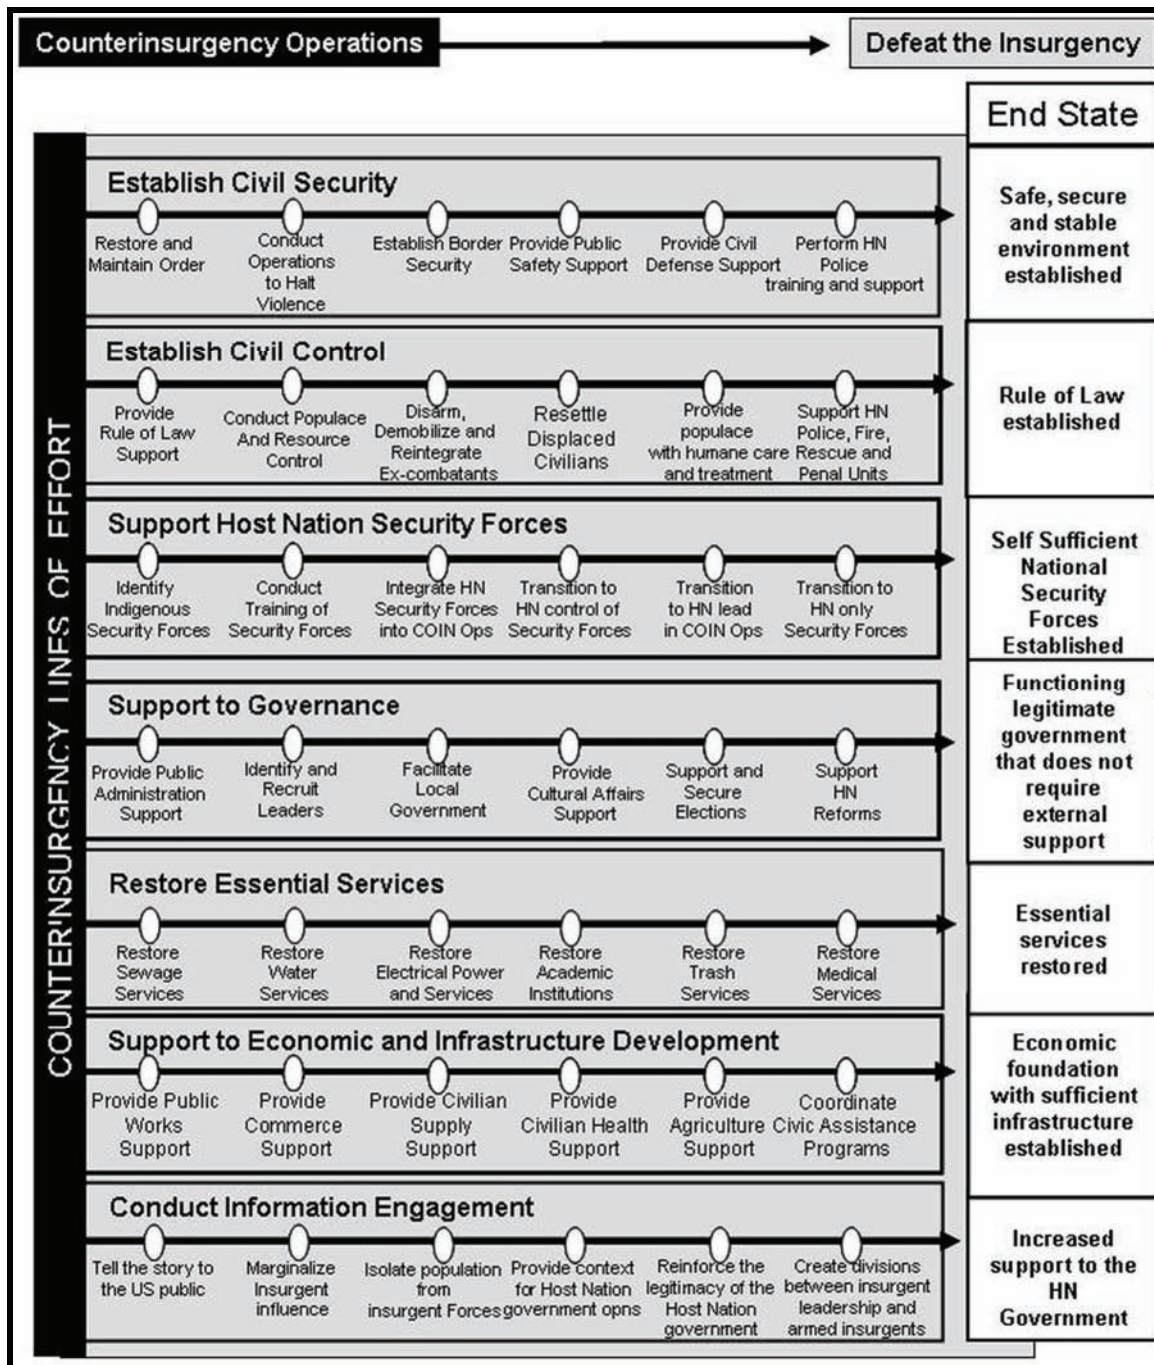 Counterinsurgency Operations
Defeat the Insurgency
End State
COUNTERINSURGENCY LINES OF EFFORT
Establish Civil Security
Restore and
Maintain Order
Conduct
Operations
to Halt
Violence
Establish Border
Security
Provide Public
Safety Support
Provide Civil
Defense Support
Perform HN
Police
training and support
Safe, secure
and stable
environment
established
Establish Civil Control
Provide
Rule of Law
Support
Conduct Populace
And Resource
Control
Disarm,
Demobilize and
Reintegrate
Ex-combatants
Resettle
Displaced
Civilians
Provide
populace
with humane care
and treatment
Support HN
Police, Fire,
Rescue and
Penal Units
Rule of Law
established
Support Host Nation Security Forces
Identify
Indigenous
Security Forces
Conduct
Training of
Security Forces
Integrate HN
Security Forces
into COIN Ops
Transition to
HN control of
Security Forces
Transition
to HN lead
in COIN Ops
Transition to
HN only
Security Forces
Self Sufficient
National
Security
Forces
Established
Support to Governance
Provide Public
Administration
Support
Identify and
Recruit
Leaders
Facilitate
Local
Government
Provide
Cultural Affairs
Support
Support and
Secure
Elections
Support
HN
Reforms
Functioning
legitimate
government
that does not
require
external
support
Restore Essential Services
Restore
Sewage
Services
Restore
Water
Services
Restore
Electrical Power
and Services
Restore
Academic
Institutions
Restore
Trash
Services
Restore
Medical
Services
Essential
services
restored
Support to Economic and Infrastructure Development
Provide Public
Works
Support
Provide
Commerce
Support
Provide Civilian
Supply
Support
Provide
Civilian Health
Support
Provide
Agriculture
Support
Coordinate
Civic Assistance
Programs
Economic
foundation
with sufficient
infrastructure
established
Conduct Information Engagement
Tell the story to
the US public
Marginalize
Insurgent
influence
Isolate population
from
insurgent Forces
Provide context
for Host Nation
government opns
Reinforce the
legitimacy of the
Host Nation
government
Create divisions
between insurgent
leadership and
armed insurgents
Increased
support to the
HN
Government